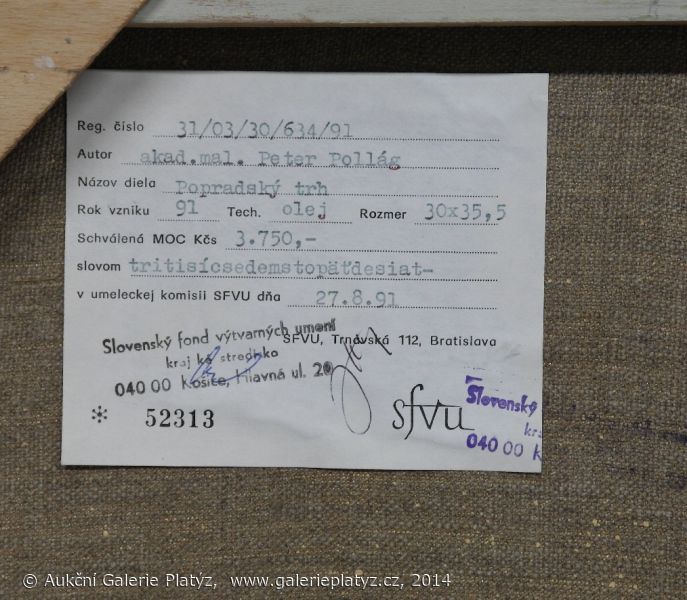 Reg. číslo 31/03/30/634/91
Autor akad.mal. Peter Pollág
Názov diela Popradský trh
Rok vzniku 91 Tech. olej Rozmer 30x35,5
Schválená MOC Kčs 3.750,-
slovom tritisícsedemstopäťdesiat-
v umeleckej komisii SFVU dňa 27.8.91
SFVU, Trnavská 112, Bratislava
Slovenský fond výtvarných umení
krajská stredisko
040 00 Košice, Hlavná ul. 20
* 52313
sfvu
Slovenský
040 00 K
© Aukční Galerie Platýz, www.galerieplatyz.cz, 2014